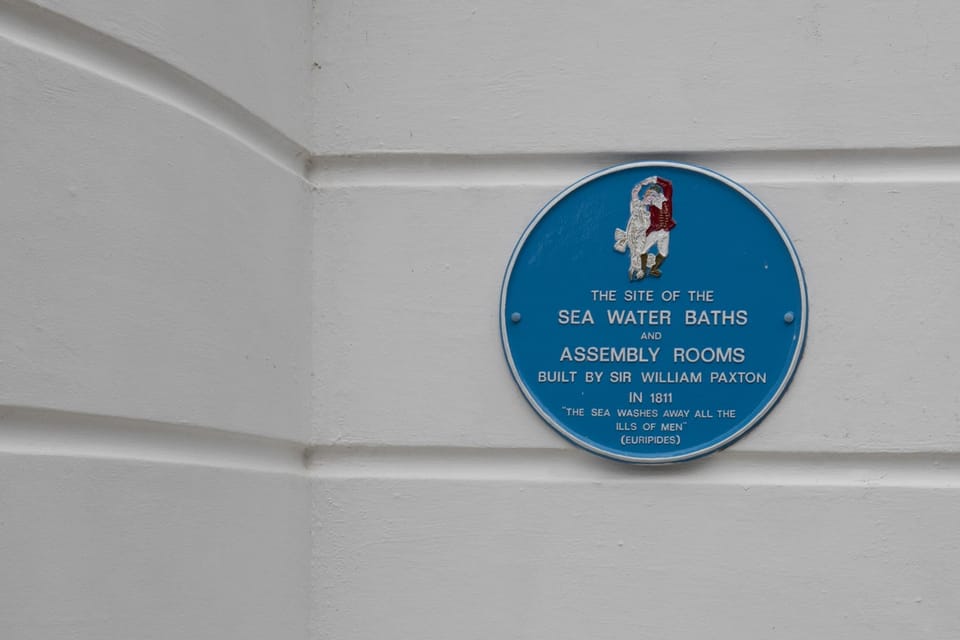 THE SITE OF THE
SEA WATER BATHS
AND
ASSEMBLY ROOMS
BUILT BY SIR WILLIAM PAXTON
IN 1811
"THE SEA WASHES AWAY ALL THE
ILLS OF MEN"
(EURIPIDES)